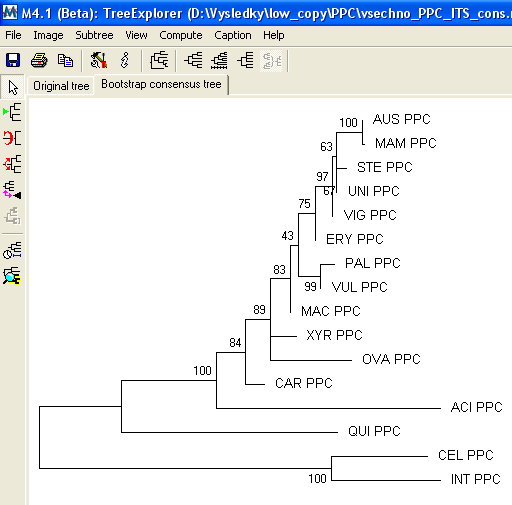 M4.1 (Beta): TreeExplorer (D:\Vysledky\low_copy\PPC\vsechno_PPC_ITS_cons.
File Image Subtree View Compute Caption Help
Original tree Bootstrap consensus tree
100 AUS PPC
MAM PPC
63
STE PPC
97
67 UNI PPC
75
VIG PPC
43 ERY PPC
PAL PPC
83
99 VUL PPC
89 MAC PPC
XYR PPC
84
OVA PPC
100
CAR PPC
ACI PPC
QUI PPC
CEL PPC
100 INT PPC